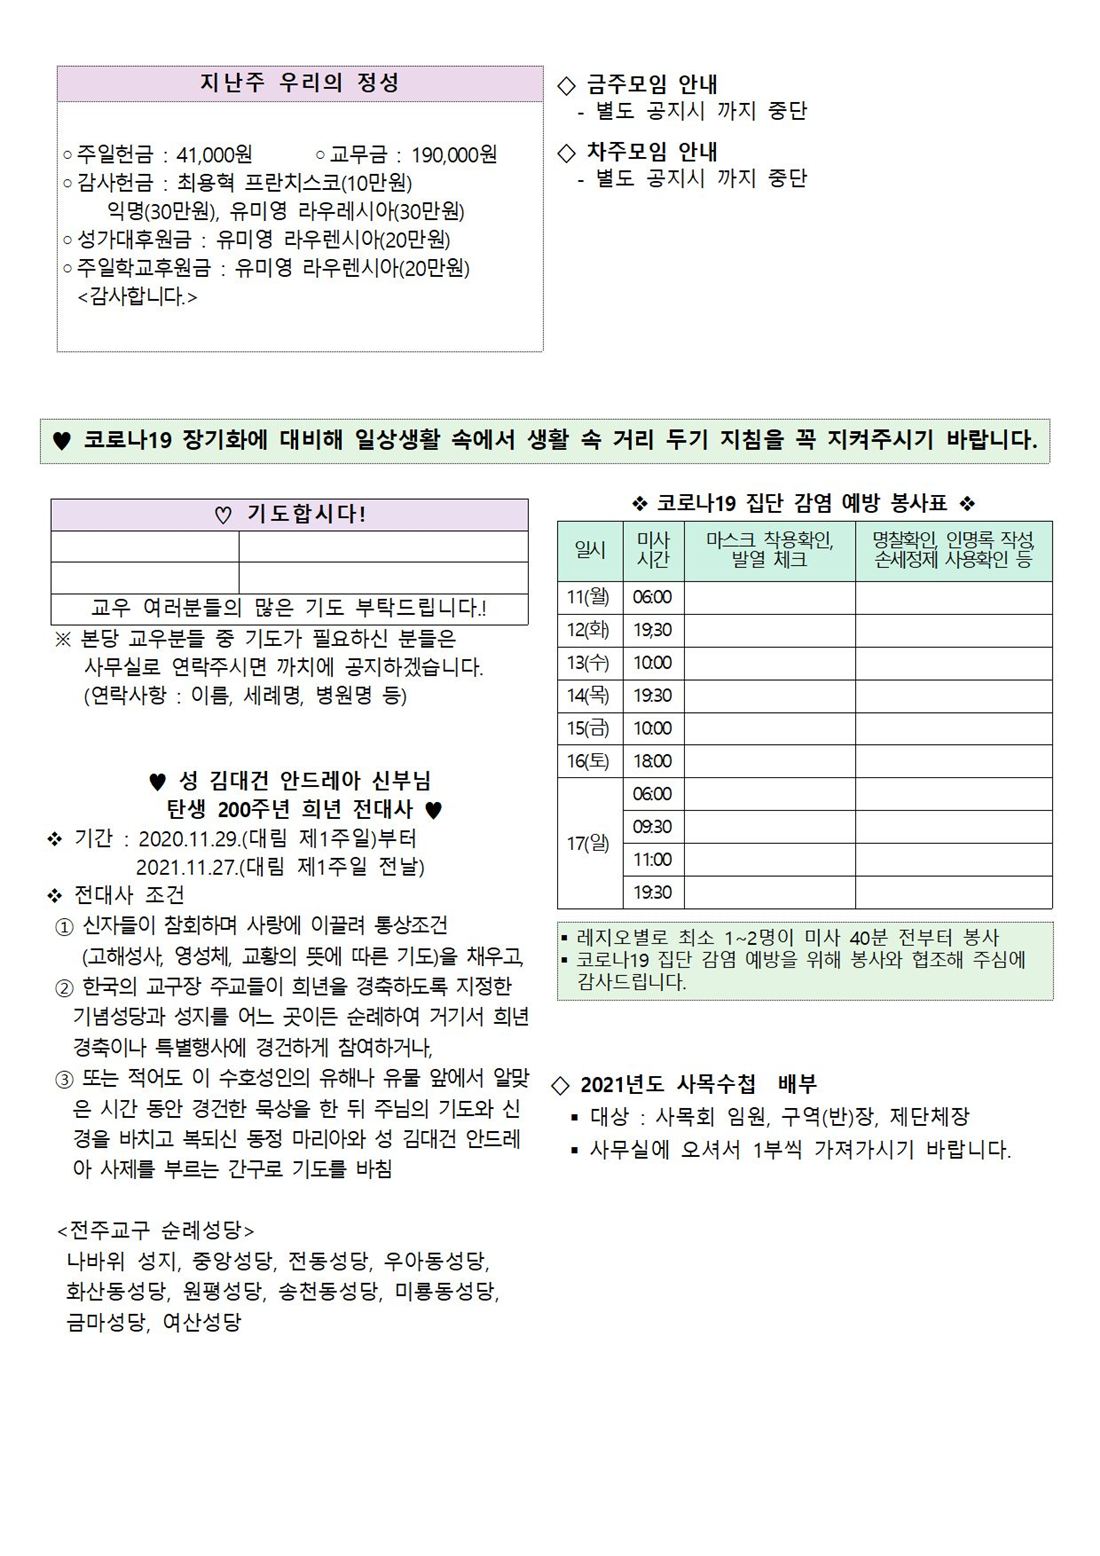 지난주 우리의 정성
○ 주일헌금 : 41,000원 ○ 교무금 : 190,000원
○ 감사헌금 : 최용혁 프란치스코(10만원)
익명(30만원), 유미영 라우레시아(30만원)
○ 성가대후원금 : 유미영 라우렌시아(20만원)
○ 주일학교후원금 : 유미영 라우렌시아(20만원)
<감사합니다.>
◇ 금주모임 안내
- 별도 공지시 까지 중단
◇ 차주모임 안내
- 별도 공지시 까지 중단
♥ 코로나19 장기화에 대비해 일상생활 속에서 생활 속 거리 두기 지침을 꼭 지켜주시기 바랍니다.
♡ 기도합시다!
교우 여러분들의 많은 기도 부탁드립니다.!
※ 본당 교우분들 중 기도가 필요하신 분들은
사무실로 연락주시면 까치에 공지하겠습니다.
(연락사항 : 이름, 세례명, 병원명 등)
♥ 성 김대건 안드레아 신부님
탄생 200주년 희년 전대사 ♥
❖ 기간 : 2020.11.29.(대림 제1주일)부터
2021.11.27.(대림 제1주일 전날)
❖ 전대사 조건
① 신자들이 참회하며 사랑에 이끌려 통상조건
(고해성사, 영성체, 교황의 뜻에 따른 기도)을 채우고,
② 한국의 교구장 주교들이 희년을 경축하도록 지정한
기념성당과 성지를 어느 곳이든 순례하여 거기서 희년
경축이나 특별행사에 경건하게 참여하거나,
③ 또는 적어도 이 수호성인의 유해나 유물 앞에서 알맞
은 시간 동안 경건한 묵상을 한 뒤 주님의 기도와 신
경을 바치고 복되신 동정 마리아와 성 김대건 안드레
아 사제를 부르는 간구로 기도를 바침
<전주교구 순례성당>
나바위 성지, 중앙성당, 전동성당, 우아동성당,
화산동성당, 원평성당, 송천동성당, 미룡동성당,
금마성당, 여산성당
❖ 코로나19 집단 감염 예방 봉사표 ❖
일시 미사 시간 마스크 착용확인, 발열 체크 명찰확인, 인명록 작성, 손세정제 사용확인 등
11(월) 06:00
12(화) 19:30
13(수) 10:00
14(목) 19:30
15(금) 10:00
16(토) 18:00
17(일) 06:00
09:30
11:00
19:30
▪ 레지오별로 최소 1~2명이 미사 40분 전부터 봉사
▪ 코로나19 집단 감염 예방을 위해 봉사와 협조해 주심에
감사드립니다.
◇ 2021년도 사목수첩 배부
▪ 대상 : 사목회 임원, 구역(반)장, 제단체장
▪ 사무실에 오셔서 1부씩 가져가시기 바랍니다.